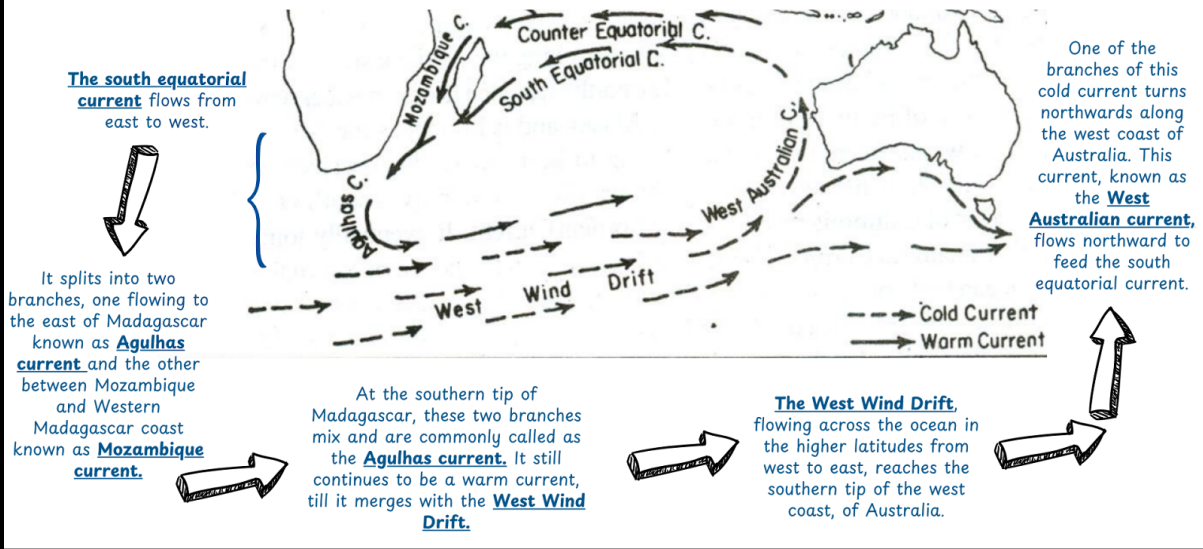 The south equatorial
current flows from
east to west.
It splits into two
branches, one flowing to
the east of Madagascar
known as Agulhas
current and the other
between Mozambique
and Western
Madagascar coast
known as Mozambique
current.
Mozambique C.
Counter Equatorial C.
South Equatorial C.
Agulhas C.
West Australian C.
West Wind Drift
Cold Current
Warm Current
At the southern tip of
Madagascar, these two branches
mix and are commonly called as
the Agulhas current. It still
continues to be a warm current,
till it merges with the West Wind
Drift.
The West Wind Drift,
flowing across the ocean in
the higher latitudes from
west to east, reaches the
southern tip of the west
coast, of Australia.
One of the
branches of this
cold current turns
northwards along
the west coast of
Australia. This
current, known as
the West
Australian current,
flows northward to
feed the south
equatorial current.